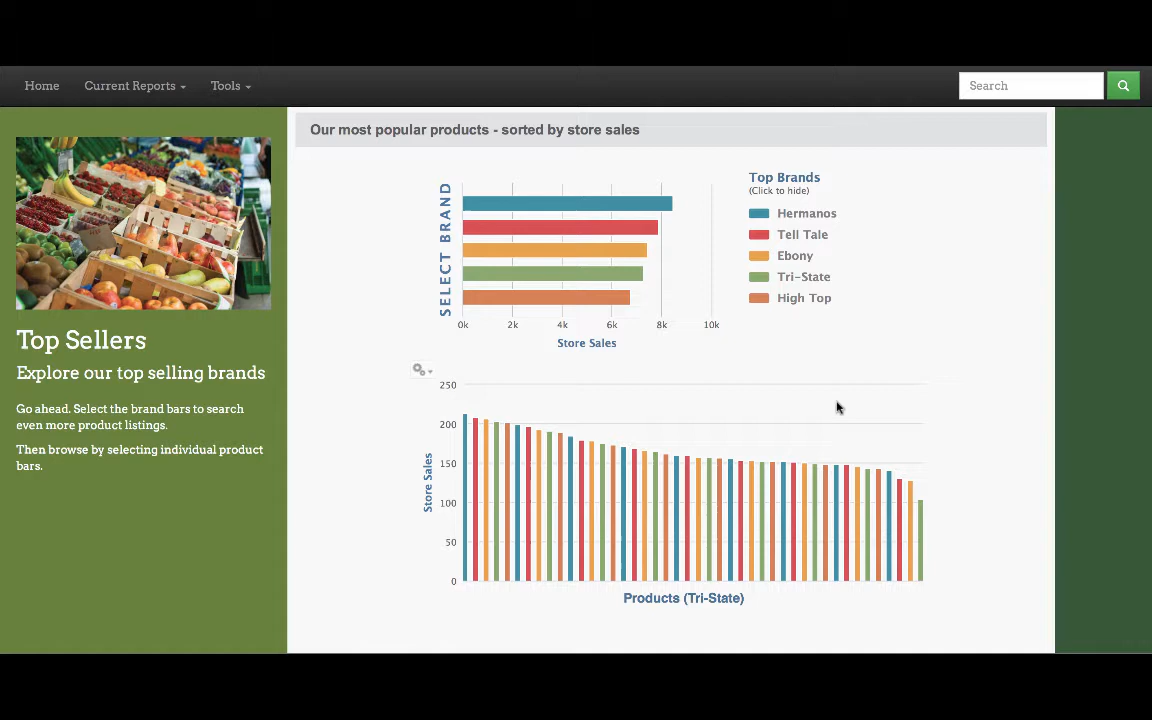 Home
Current Reports
Tools
Search
Our most popular products - sorted by store sales
Top Sellers
Explore our top selling brands
Go ahead. Select the brand bars to search
even more product listings.
Then browse by selecting individual product
bars.
SELECT BRAND
0k
2k
4k
6k
8k
10k
Store Sales
Top Brands
(Click to hide)
Hermanos
Tell Tale
Ebony
Tri-State
High Top
250
200
150
100
50
0
Store Sales
Products (Tri-State)